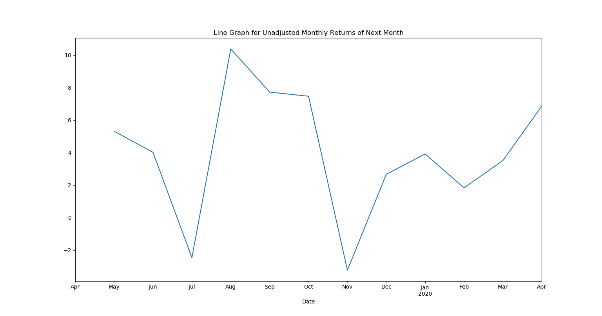 Line Graph for Unadjusted Monthly Returns of Next Month
10
8
6
4
2
0
−2
Apr May Jun Jul Aug Sep Oct Nov Dec Jan Feb Mar Apr
2020
Date